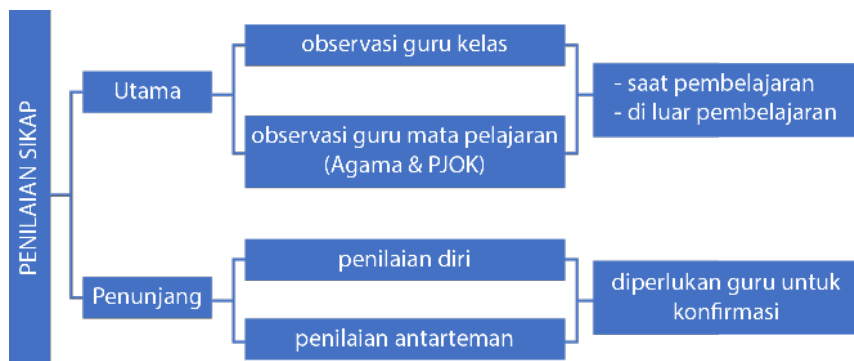 PENILAIAN SIKAP
Utama
observasi guru kelas
observasi guru mata pelajaran
(Agama & PJOK)
- saat pembelajaran
- di luar pembelajaran
Penunjang
penilaian diri
penilaian antarteman
diperlukan guru untuk
konfirmasi